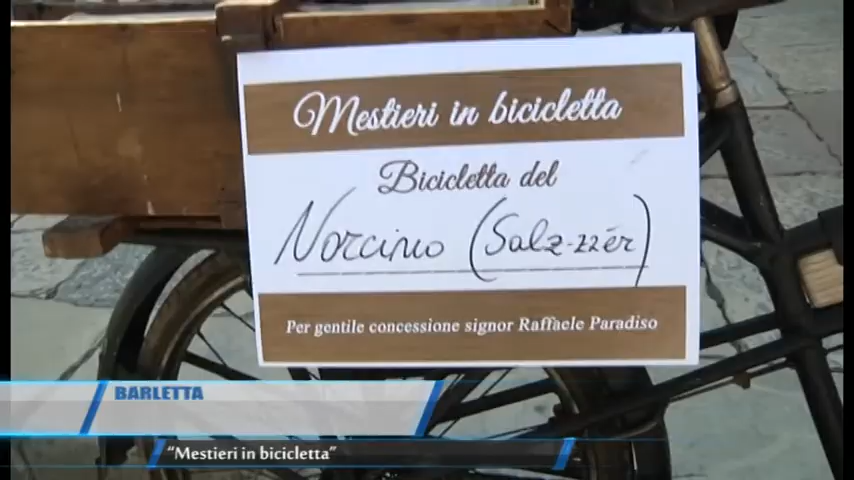 Mestieri in bicicletta
Bicicletta del
Norcino (Salz-zzér)
Per gentile concessione signor Raffaele Paradiso
BARLETTA
“Mestieri in bicicletta”